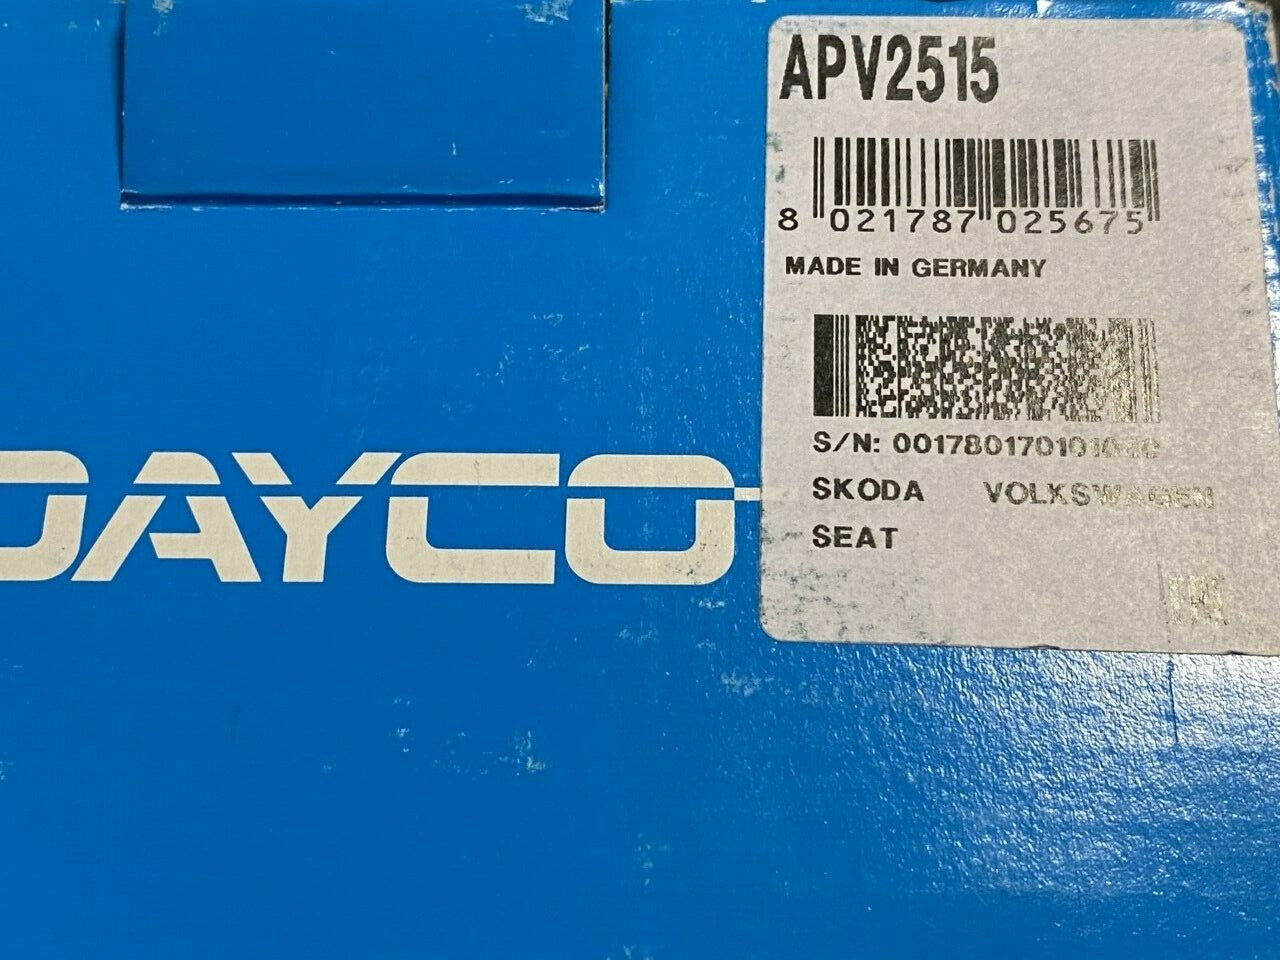 DAYCO
APV2515
8 021787 025675
MADE IN GERMANY
S/N:
SKODA VOLKSWAGEN
SEAT